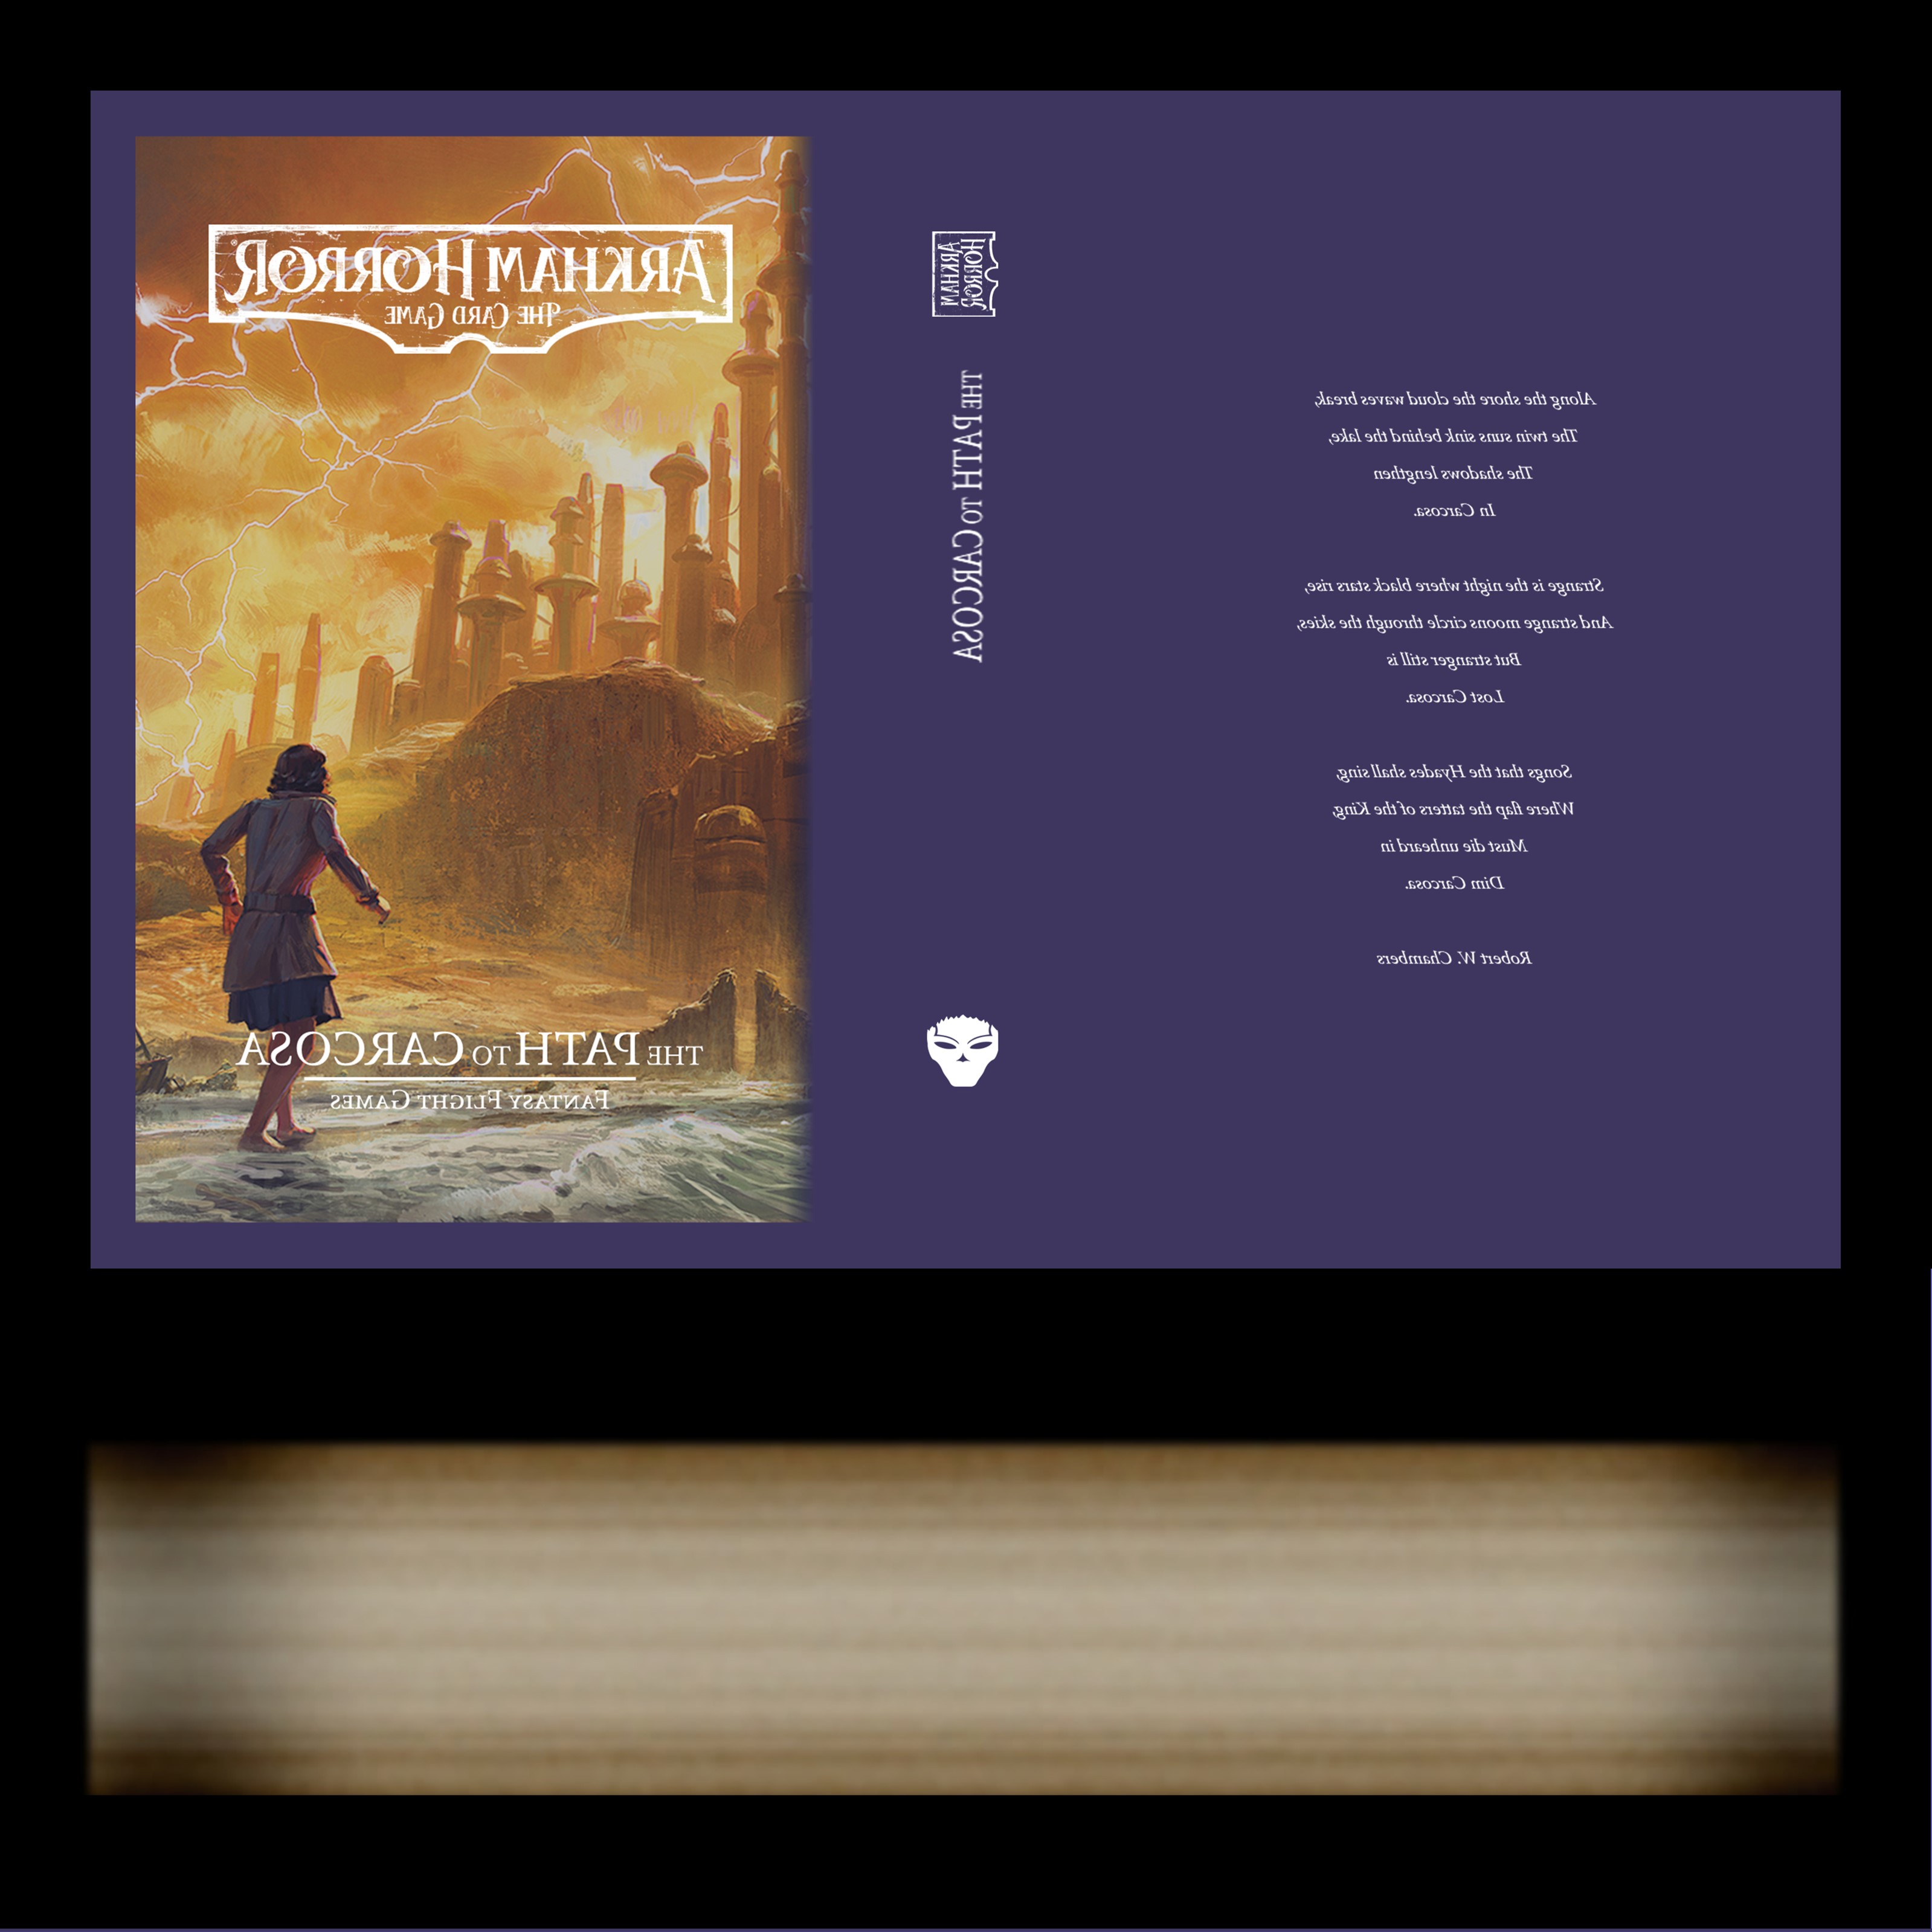 ARKHAM HORROR
THE CARD GAME
THE PATH TO CARCOSA
FANTASY FLIGHT GAMES
ARKHAM
HORROR
THE PATH TO CARCOSA
Along the shore the cloud waves break,
The twin suns sink behind the lake,
The shadows lengthen
In Carcosa.
Strange is the night where black stars rise,
And strange moons circle through the skies,
But stranger still is
Lost Carcosa.
Songs that the Hyades shall sing,
Where flap the tatters of the King,
Must die unheard in
Dim Carcosa.
Robert W. Chambers